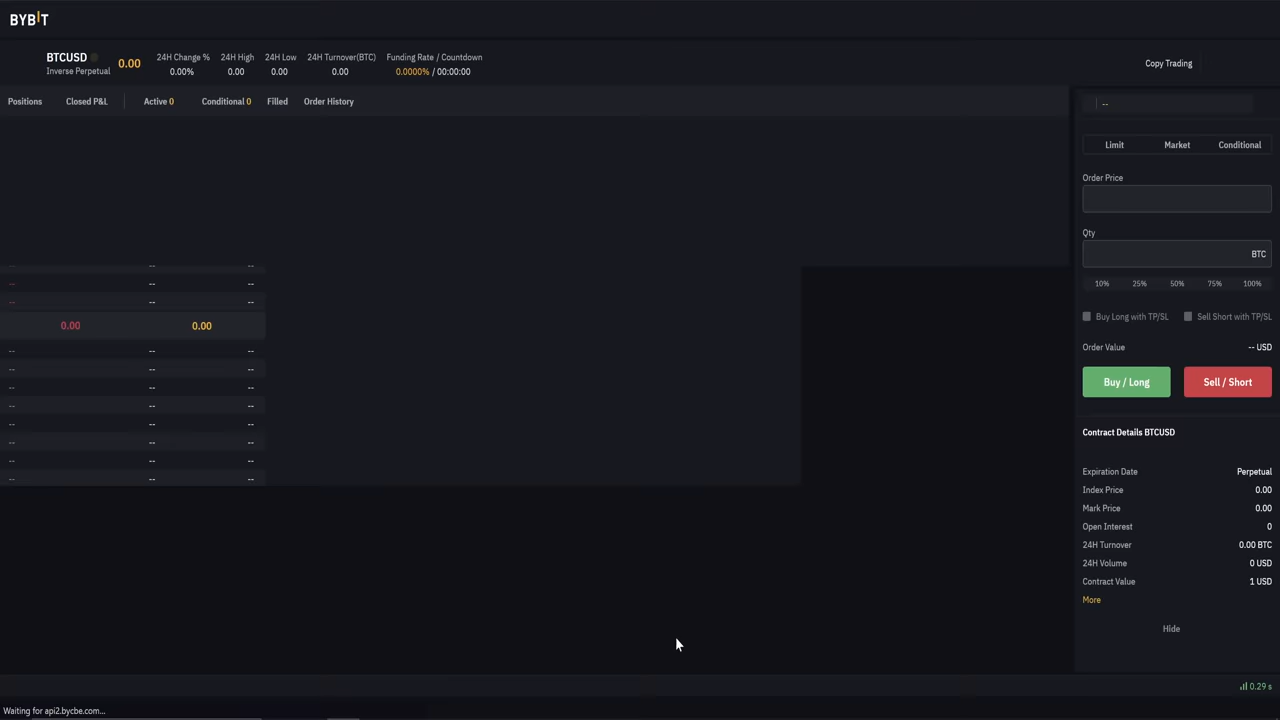 BYBIT
BTCUSD
Inverse Perpetual
0.00
24H Change %
0.00%
24H High
0.00
24H Low
0.00
24H Turnover(BTC)
0.00
Funding Rate / Countdown
0.0000% / 00:00:00
Copy Trading
Positions Closed P&L Active 0 Conditional 0 Filled Order History
--
Limit Market Conditional
Order Price
Qty
BTC
10% 25% 50% 75% 100%
Buy Long with TP/SL Sell Short with TP/SL
Order Value -- USD
Buy / Long Sell / Short
-- -- --
-- -- --
-- -- --
0.00 0.00
-- -- --
-- -- --
-- -- --
-- -- --
-- -- --
-- -- --
-- -- --
-- -- --
Contract Details BTCUSD
Expiration Date Perpetual
Index Price 0.00
Mark Price 0.00
Open Interest 0
24H Turnover 0.00 BTC
24H Volume 0 USD
Contract Value 1 USD
More
Hide
0.29 s
Waiting for api2.bycbe.com...